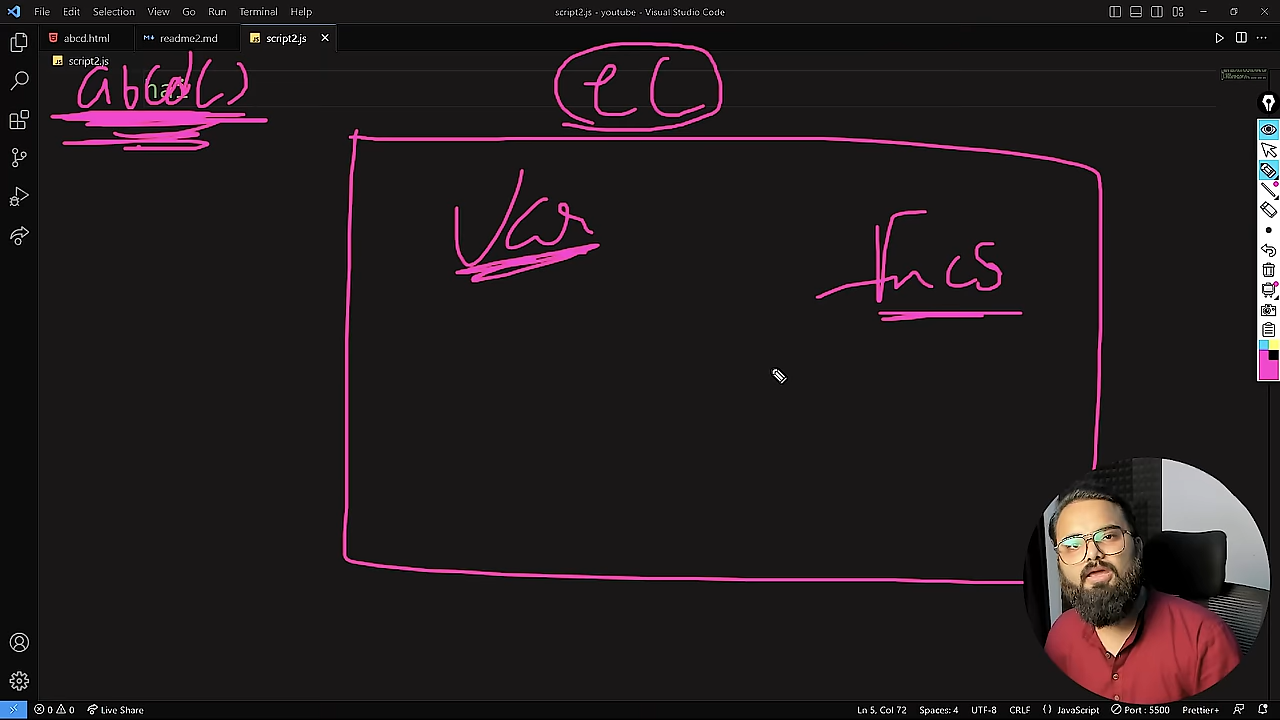 File Edit Selection View Go Run Terminal Help
script2.js - youtube - Visual Studio Code
abcd.html readme2.md script2.js
script2.js
abcd()
eC
Var
Fncs
0 0 Live Share
Ln 5, Col 72 Spaces: 4 UTF-8 CRLF {} JavaScript Port : 5500 Prettier+